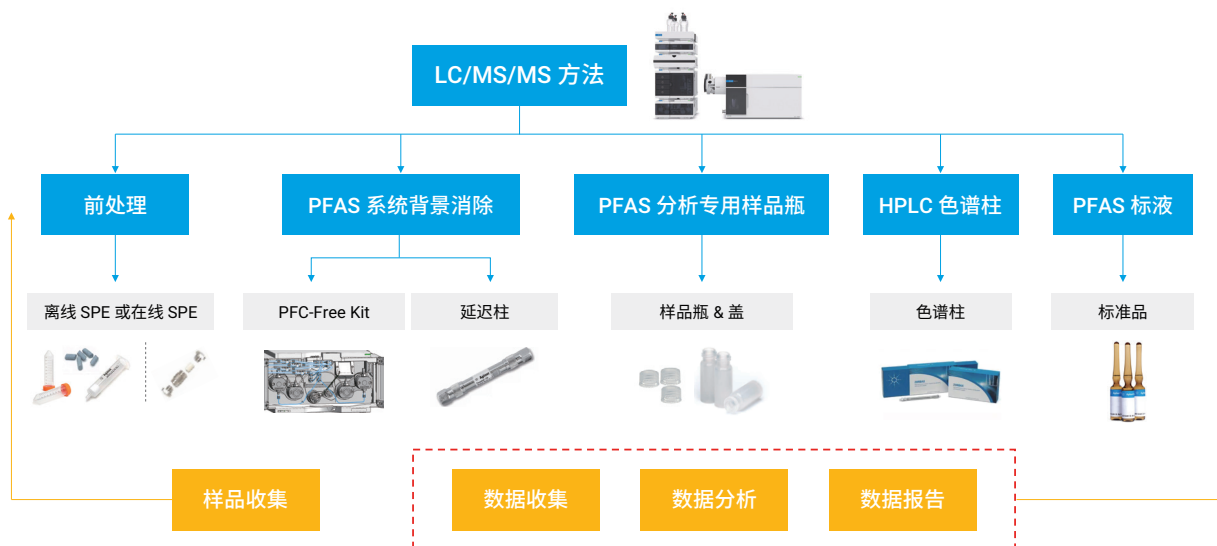 LC/MS/MS 方法
前处理
PFAS 系统背景消除
PFAS 分析专用样品瓶
HPLC 色谱柱
PFAS 标液
离线 SPE 或在线 SPE
PFC-Free Kit
延迟柱
样品瓶 & 盖
色谱柱
标准品
样品收集
数据收集
数据分析
数据报告